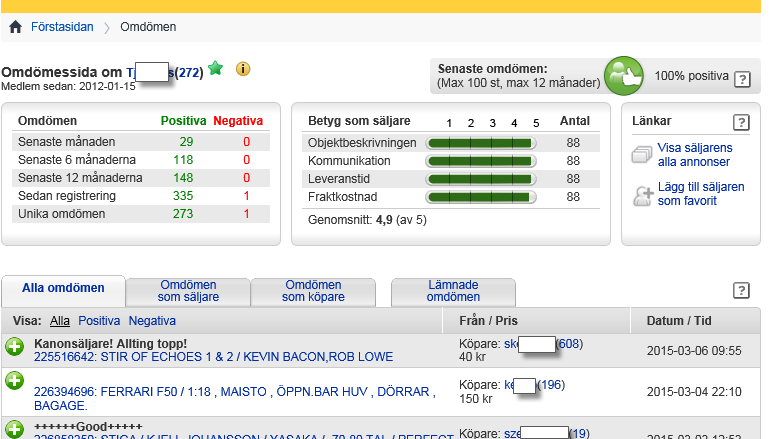 Förstasidan Omdömen
Omdömessida om Tj s(272)
Medlem sedan: 2012-01-15
Senaste omdömen:
(Max 100 st, max 12 månader)
100% positiva ?
Omdömen Positiva Negativa
Senaste månaden 29 0
Senaste 6 månaderna 118 0
Senaste 12 månaderna 148 0
Sedan registrering 335 1
Unika omdömen 273 1
Betyg som säljare 1 2 3 4 5 Antal
Objektbeskrivningen 88
Kommunikation 88
Leveranstid 88
Fraktkostnad 88
Genomsnitt: 4,9 (av 5)
Länkar ?
Visa säljarens
alla annonser
Lägg till säljaren
som favorit
Alla omdömen
Omdömen
som säljare
Omdömen
som köpare
Lämnade
omdömen
?
Visa: Alla Positiva Negativa Från / Pris Datum / Tid
Kanonsäljare! Allting topp!
225516642: STIR OF ECHOES 1 & 2 / KEVIN BACON,ROB LOWE
Köpare: sk (608)
40 kr
2015-03-06 09:55
226394696: FERRARI F50 / 1:18 , MAISTO , ÖPPN.BAR HUV , DÖRRAR ,
BAGAGE.
Köpare: ke (196)
150 kr
2015-03-04 22:10
++++++Good+++++
Köpare: sze (19)